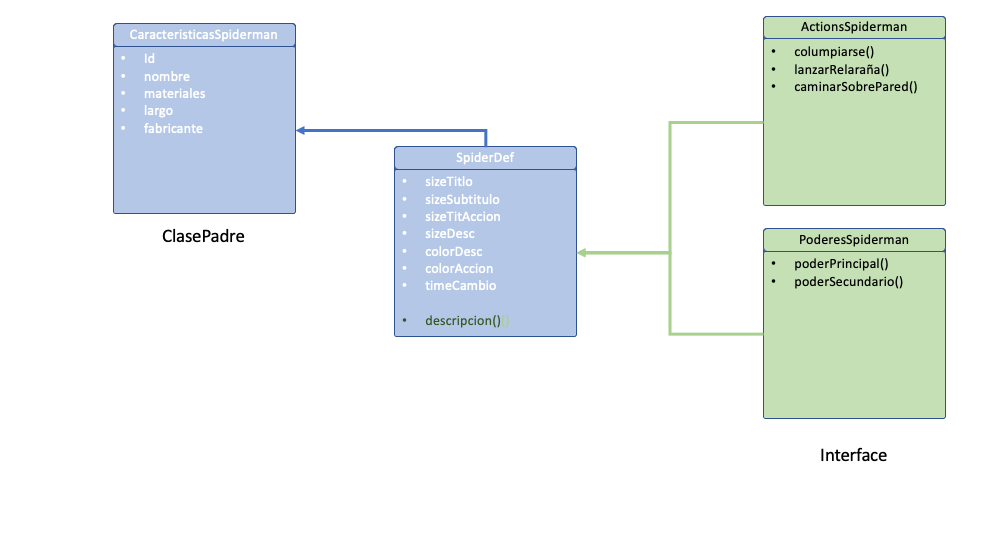 CaracteristicasSpiderman
• Id
• nombre
• materiales
• largo
• fabricante
ClasePadre
SpiderDef
• sizeTitlo
• sizeSubtitulo
• sizeTitAccion
• sizeDesc
• colorDesc
• colorAccion
• timeCambio
• descripcion()()
ActionsSpiderman
• columpiarse()
• lanzarRelaraña()
• caminarSobrePared()
PoderesSpiderman
• poderPrincipal()
• poderSecundario()
Interface